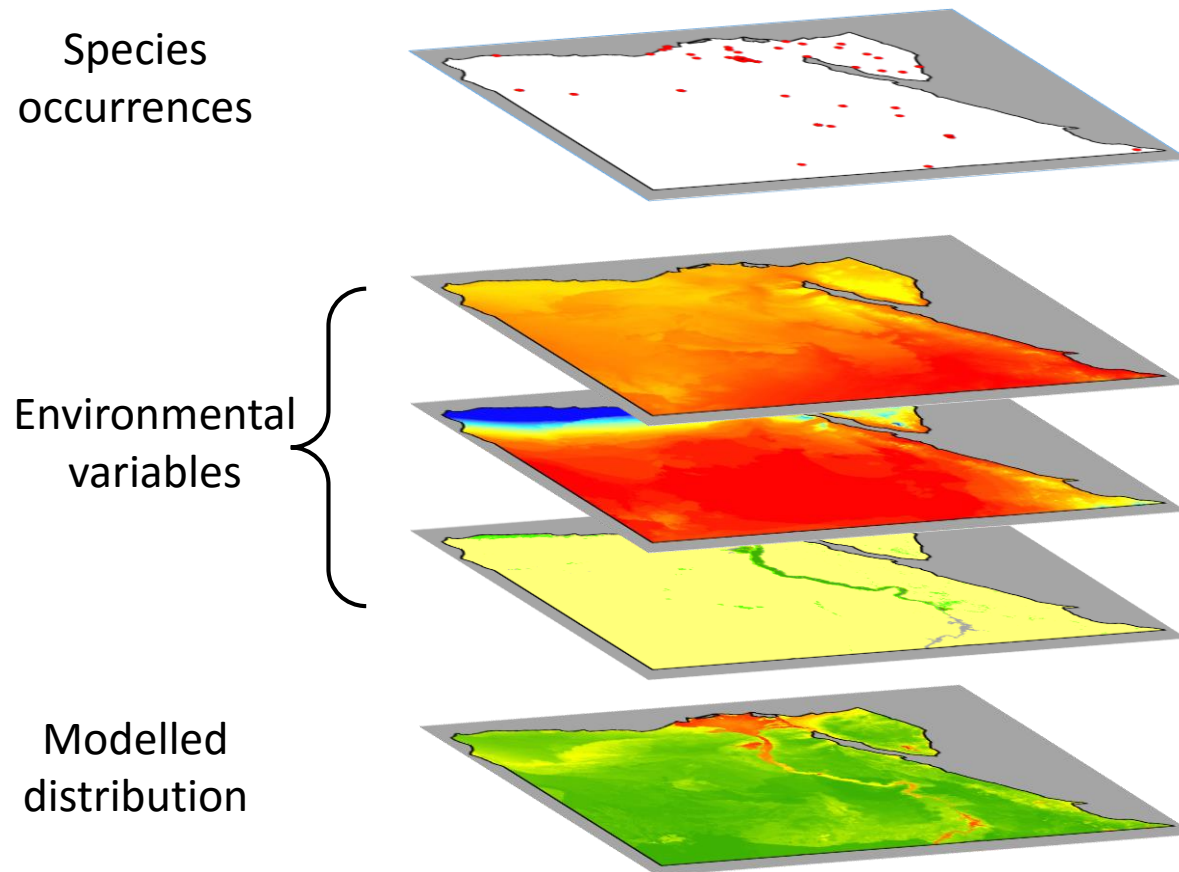 Species
occurrences
Environmental
variables
Modelled
distribution